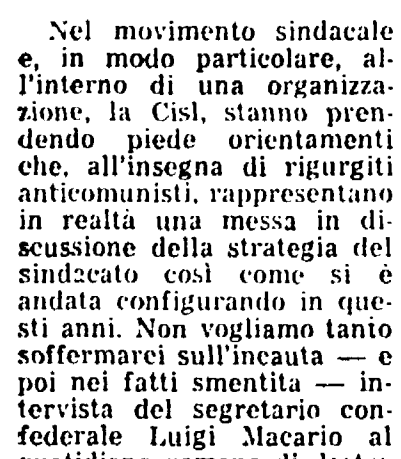 Nel movimento sindacale
e, in modo particolare, al-
l'interno di una organizza-
zione, la Cisl, stanno pren-
dendo piede orientamenti
che, all'insegna di rigurgiti
anticomunisti, rappresentano
in realtà una messa in di-
scussione della strategia del
sindacato così come si è
andata configurando in que-
sti anni. Non vogliamo tanto
soffermarci sull'incauta — e
poi nei fatti smentita — in-
tervista del segretario con-
federale Luigi Macario al